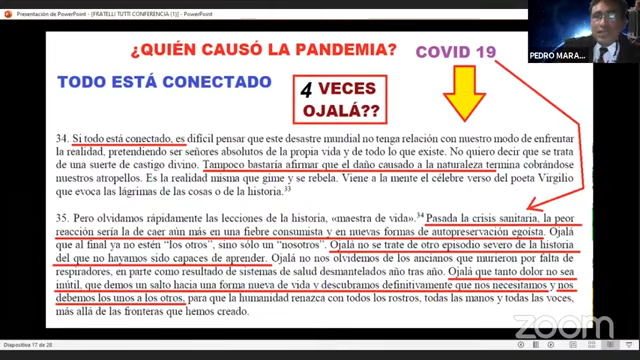 Presentación de PowerPoint - [FRATELLI TUTTI CONFERENCIA (1)] - PowerPoint
PEDRO MARA...
¿QUIÉN CAUSÓ LA PANDEMIA? COVID 19
TODO ESTÁ CONECTADO
4 VECES
OJALÁ??
34. Si todo está conectado, es difícil pensar que este desastre mundial no tenga relación con nuestro modo de enfrentar
la realidad, pretendiendo ser señores absolutos de la propia vida y de todo lo que existe. No quiero decir que se trata
de una suerte de castigo divino. Tampoco bastaría afirmar que el daño causado a la naturaleza termina cobrándose
nuestros atropellos. Es la realidad misma que gime y se rebela. Viene a la mente el célebre verso del poeta Virgilio
que evoca las lágrimas de las cosas o de la historia.33
35. Pero olvidamos rápidamente las lecciones de la historia, «maestra de vida».34 Pasada la crisis sanitaria, la peor
reacción sería la de caer aún más en una fiebre consumista y en nuevas formas de autopreservación egoísta. Ojalá
que al final ya no estén “los otros”, sino sólo un “nosotros”. Ojalá no se trate de otro episodio severo de la historia
del que no hayamos sido capaces de aprender. Ojalá no nos olvidemos de los ancianos que murieron por falta de
respiradores, en parte como resultado de sistemas de salud desmantelados año tras año. Ojalá que tanto dolor no sea
inútil, que demos un salto hacia una forma nueva de vida y descubramos definitivamente que nos necesitamos y nos
debemos los unos a los otros, para que la humanidad renazca con todos los rostros, todas las manos y todas las voces,
más allá de las fronteras que hemos creado.
zoom
Diapositiva 17 de 28